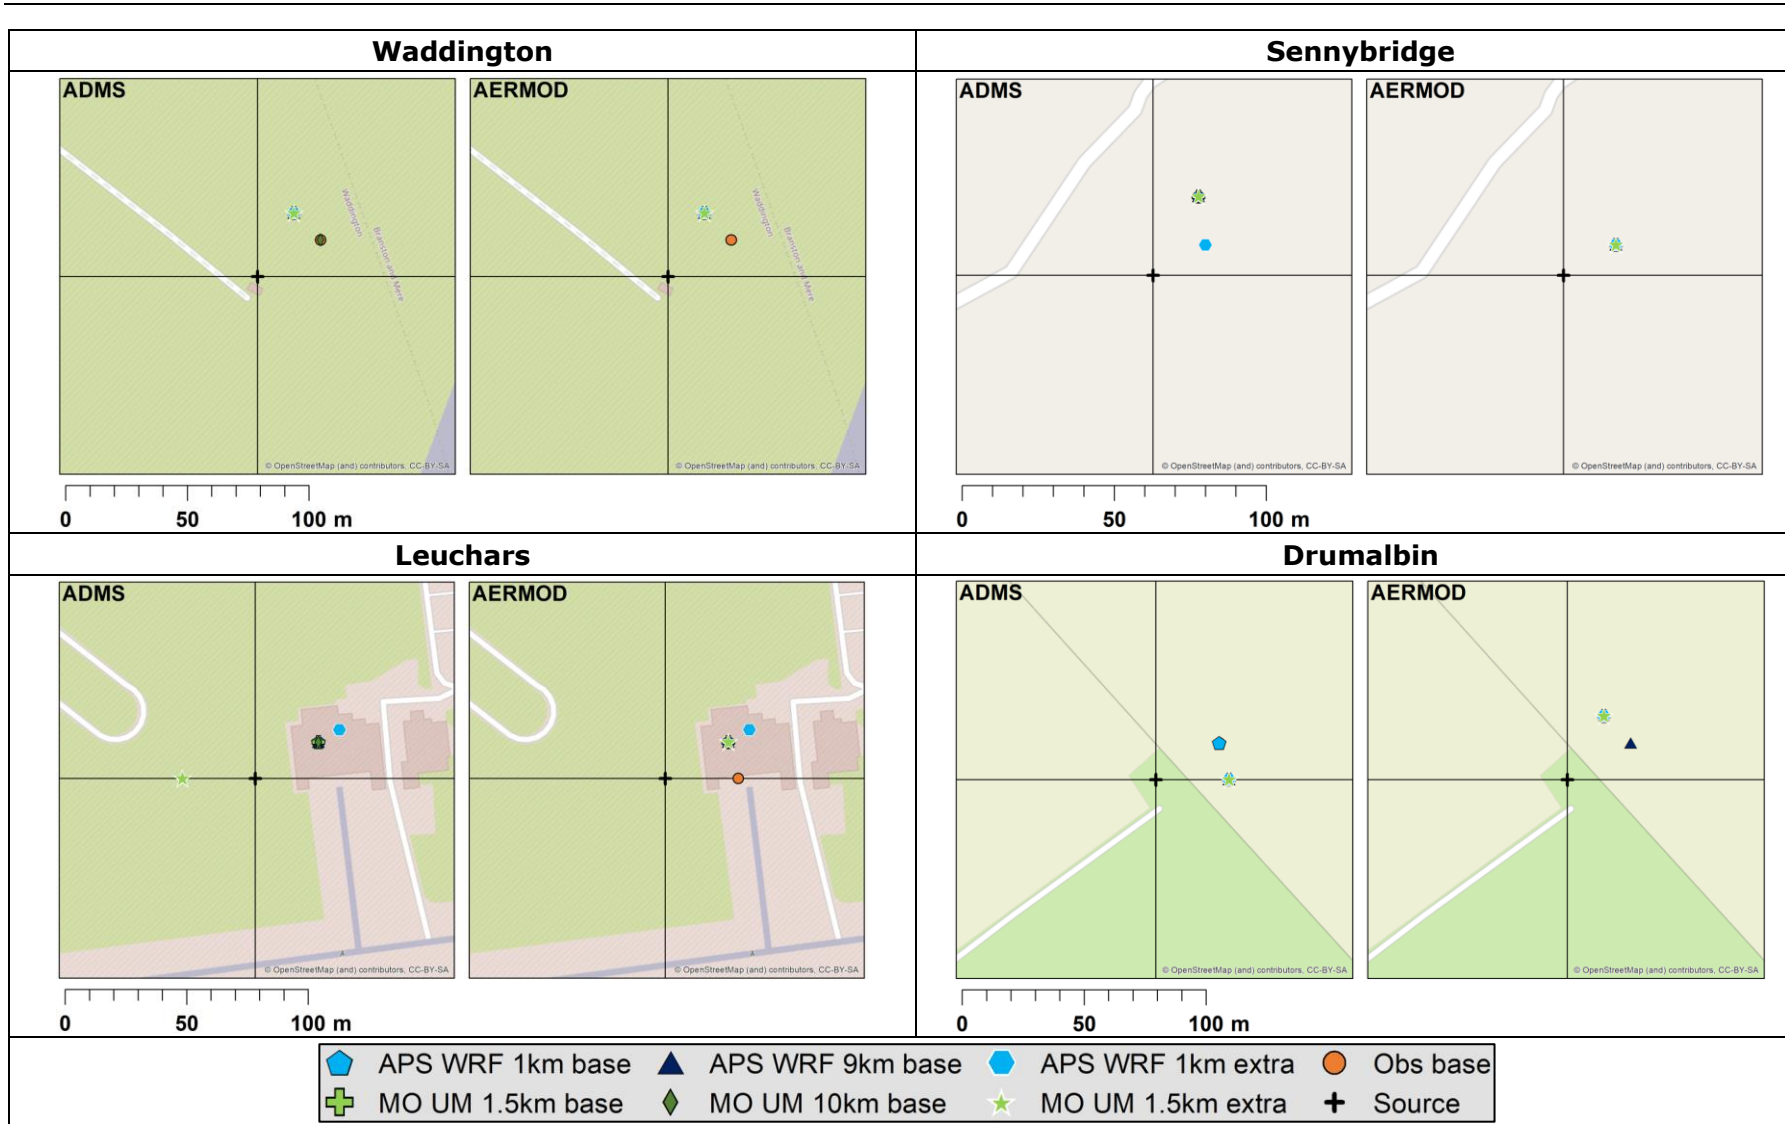 Waddington
Sennybridge
ADMS
AERMOD
ADMS
AERMOD
Waddington
Branston and Mere
Waddington
Branston and Mere
© OpenStreetMap (and) contributors, CC-BY-SA
© OpenStreetMap (and) contributors, CC-BY-SA
© OpenStreetMap (and) contributors, CC-BY-SA
© OpenStreetMap (and) contributors, CC-BY-SA
0 50 100 m
0 50 100 m
Leuchars
Drumalbin
ADMS
AERMOD
ADMS
AERMOD
© OpenStreetMap (and) contributors, CC-BY-SA
© OpenStreetMap (and) contributors, CC-BY-SA
© OpenStreetMap (and) contributors, CC-BY-SA
© OpenStreetMap (and) contributors, CC-BY-SA
0 50 100 m
0 50 100 m
APS WRF 1km base APS WRF 9km base APS WRF 1km extra Obs base
MO UM 1.5km base MO UM 10km base MO UM 1.5km extra Source